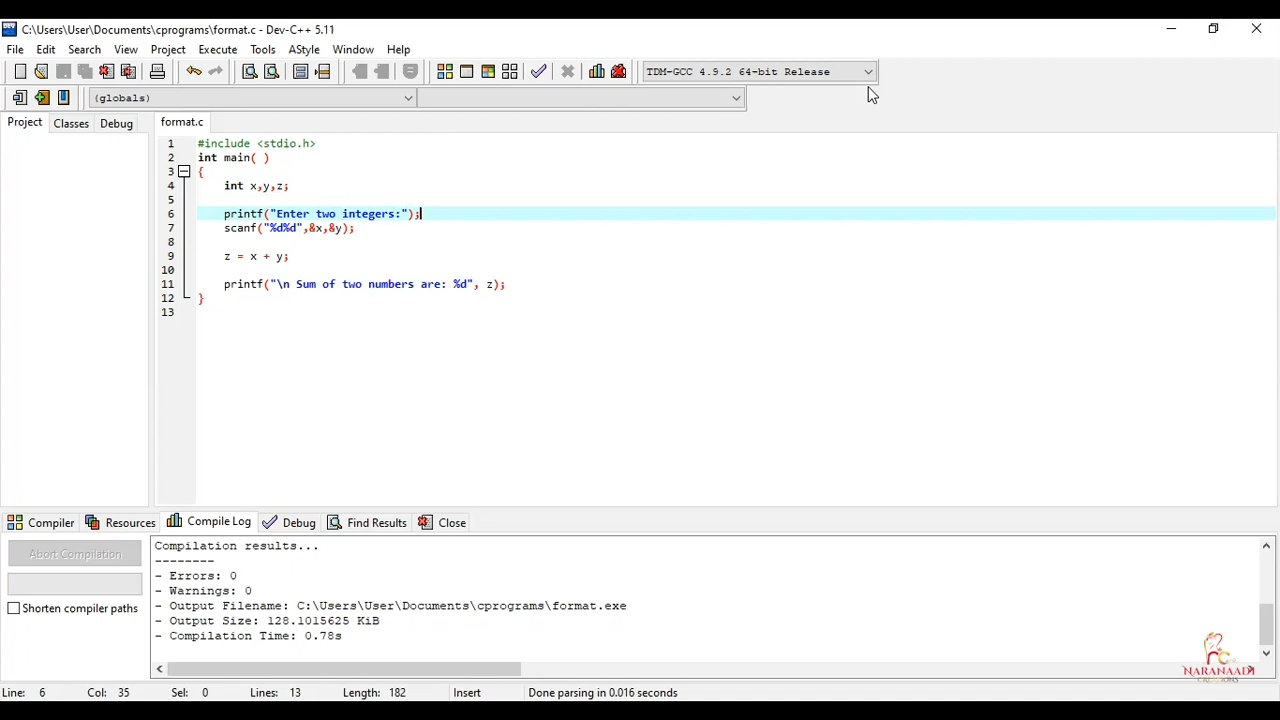 C:\Users\User\Documents\cprograms\format.c - Dev-C++ 5.11
File Edit Search View Project Execute Tools AStyle Window Help
TDM-GCC 4.9.2 64-bit Release
(globals)
Project Classes Debug format.c
1 #include <stdio.h>
2 int main( )
3 {
4 int x,y,z;
5
6 printf("Enter two integers:");
7 scanf("%d%d",&x,&y);
8
9 z = x + y;
10
11 printf("\n Sum of two numbers are: %d", z);
12 }
13
Compiler Resources Compile Log Debug Find Results Close
Abort Compilation
Shorten compiler paths
Compilation results...
--------
- Errors: 0
- Warnings: 0
- Output Filename: C:\Users\User\Documents\cprograms\format.exe
- Output Size: 128.1015625 KiB
- Compilation Time: 0.78s
NARANAADI
CREATIONS
Line: 6 Col: 35 Sel: 0 Lines: 13 Length: 182 Insert Done parsing in 0.016 seconds